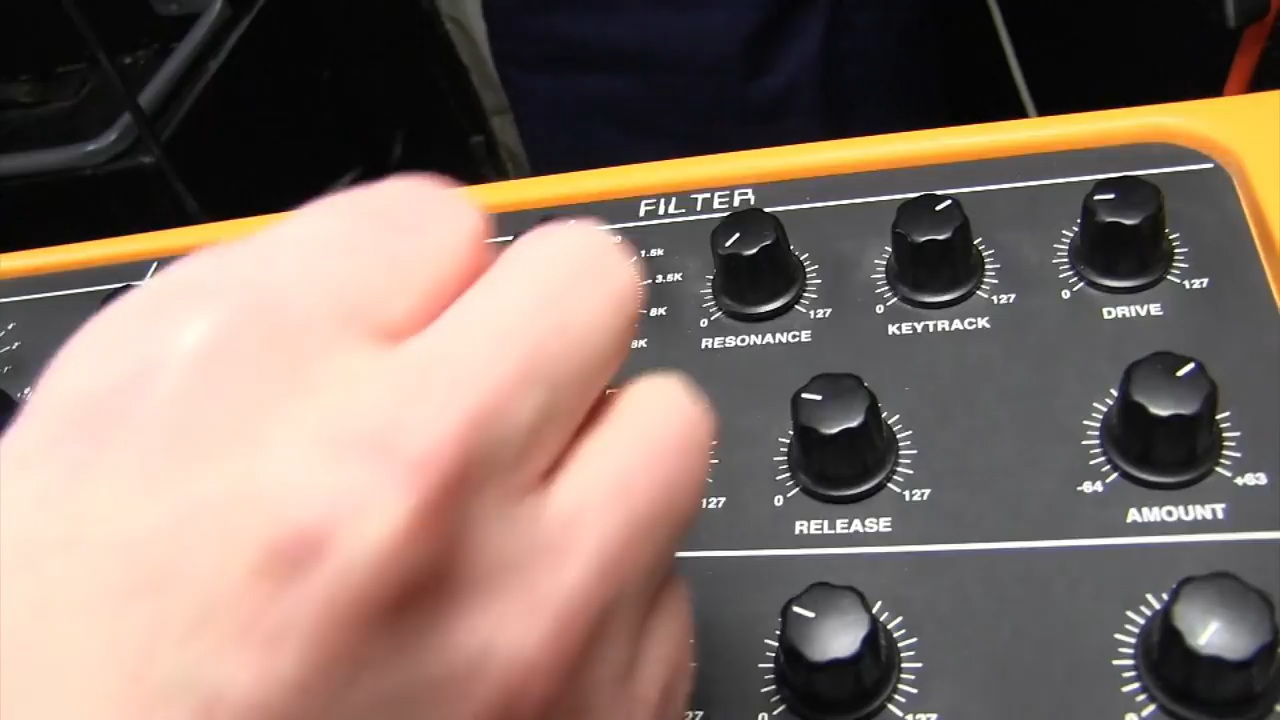 FILTER
1.5k
3.5K
8K
8K
0 127
RESONANCE
0 127
KEYTRACK
0 127
DRIVE
127
0 127
RELEASE
-64 +63
AMOUNT
27
0 127
0